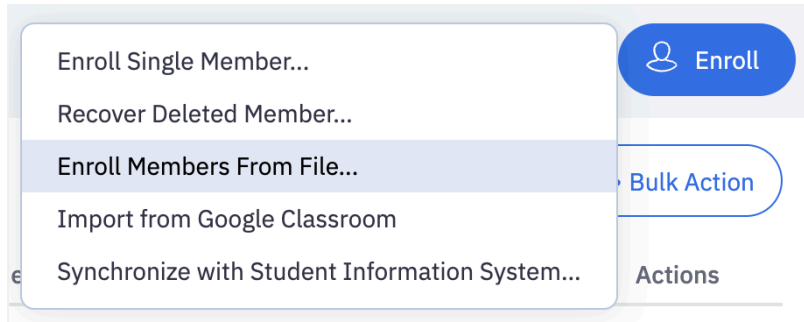 Enroll Single Member...
Enroll
Recover Deleted Member...
Enroll Members From File...
Bulk Action
Import from Google Classroom
Synchronize with Student Information System...
Actions